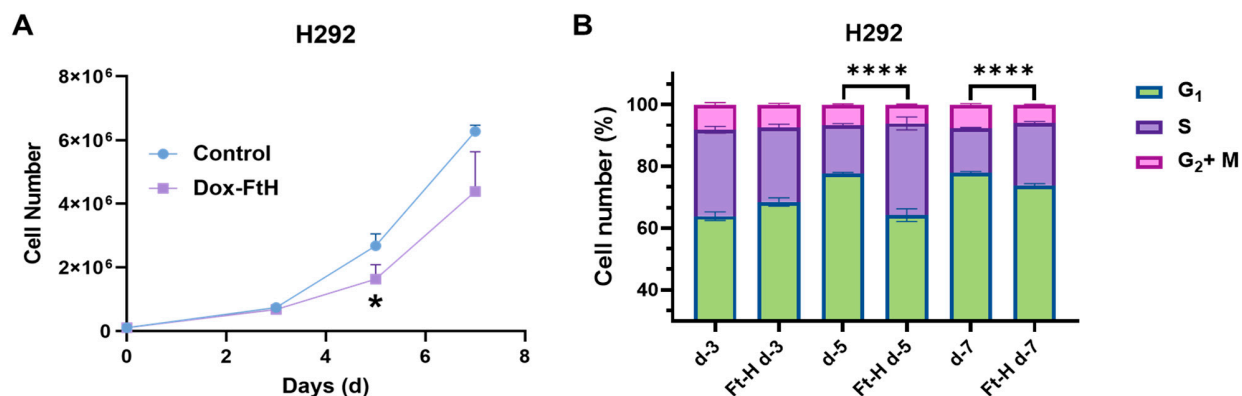 A
H292
Cell Number
8×10⁶
6×10⁶
4×10⁶
2×10⁶
0
Control
Dox-FtH
*
0 2 4 6 8
Days (d)
B
H292
**** ****
Cell number (%)
100
80
60
40
d-3 Ft-H d-3 d-5 Ft-H d-5 d-7 Ft-H d-7
G₁
S
G₂+ M